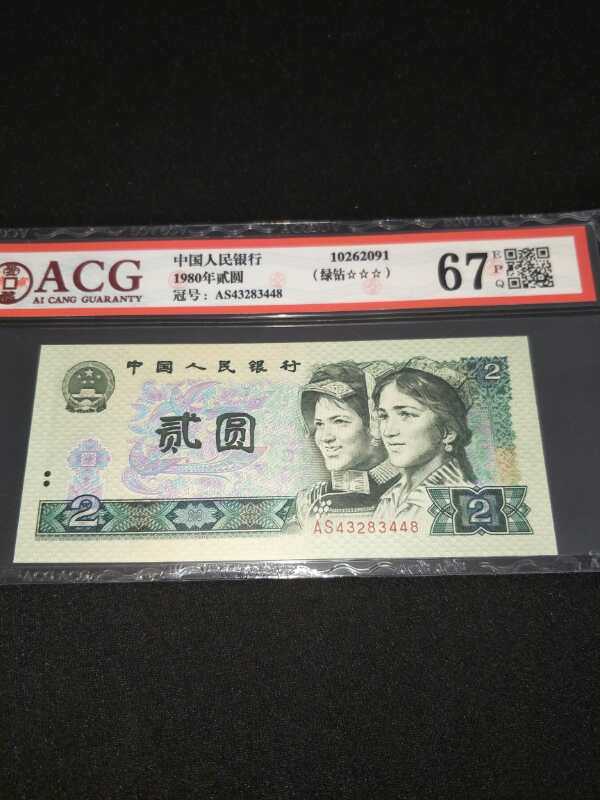 ACG
AI CANG GUARANTY
中国人民银行
1980年贰圆
冠号：AS43283448
10262091
（绿钻☆☆☆）
67
EPQ
中国人民银行
2
贰圆
2
AS43283448
2